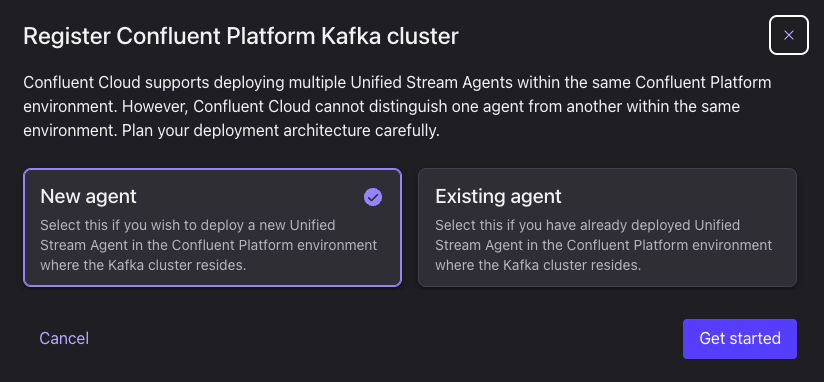 Register Confluent Platform Kafka cluster
Confluent Cloud supports deploying multiple Unified Stream Agents within the same Confluent Platform
environment. However, Confluent Cloud cannot distinguish one agent from another within the same
environment. Plan your deployment architecture carefully.
New agent
Select this if you wish to deploy a new Unified
Stream Agent in the Confluent Platform environment
where the Kafka cluster resides.
Existing agent
Select this if you have already deployed Unified
Stream Agent in the Confluent Platform environment
where the Kafka cluster resides.
Cancel
Get started